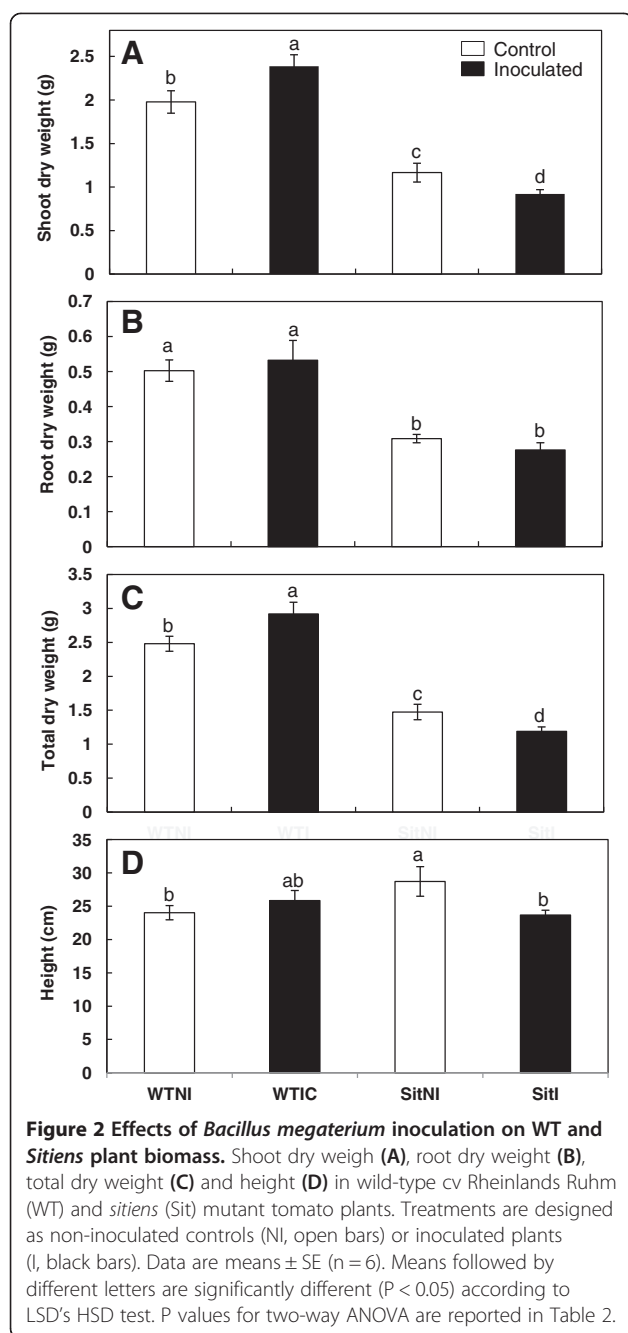 A
Control
Inoculated
Shoot dry weight (g)
2.5
2
1.5
1
0.5
0
b
a
c
d
B
Root dry weight (g)
0.7
0.6
0.5
0.4
0.3
0.2
0.1
0
a
a
b
b
C
Total dry weight (g)
3.5
3
2.5
2
1.5
1
0.5
0
b
a
c
d
WTNI WTI SitNI SitI
D
Height (cm)
35
30
25
20
15
10
5
0
b
ab
a
b
WTNI WTIC SitNI SitI
Figure 2 Effects of Bacillus megaterium inoculation on WT and
Sitiens plant biomass. Shoot dry weigh (A), root dry weight (B),
total dry weight (C) and height (D) in wild-type cv Rheinlands Ruhm
(WT) and sitiens (Sit) mutant tomato plants. Treatments are designed
as non-inoculated controls (NI, open bars) or inoculated plants
(I, black bars). Data are means ± SE (n = 6). Means followed by
different letters are significantly different (P < 0.05) according to
LSD's HSD test. P values for two-way ANOVA are reported in Table 2.